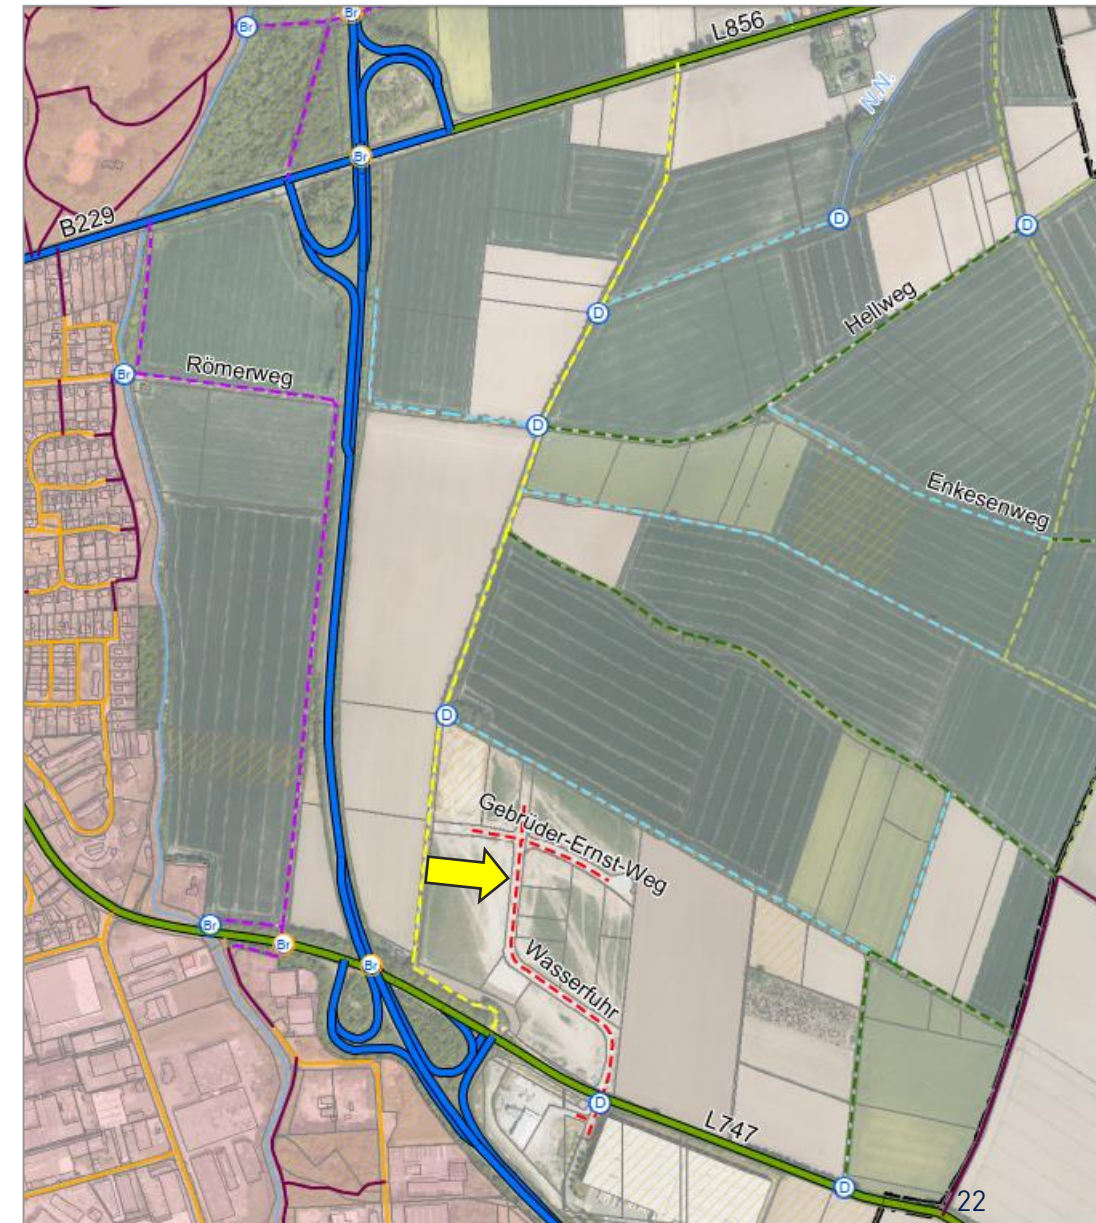 Br
Br
L856
N.N.
Br
B229
D
D
Hellweg
D
Römerweg
Br
D
Enkesenweg
D
Gebrüder-Ernst-Weg
Wasserfuhr
Br
Br
Br
D
L747
D
22